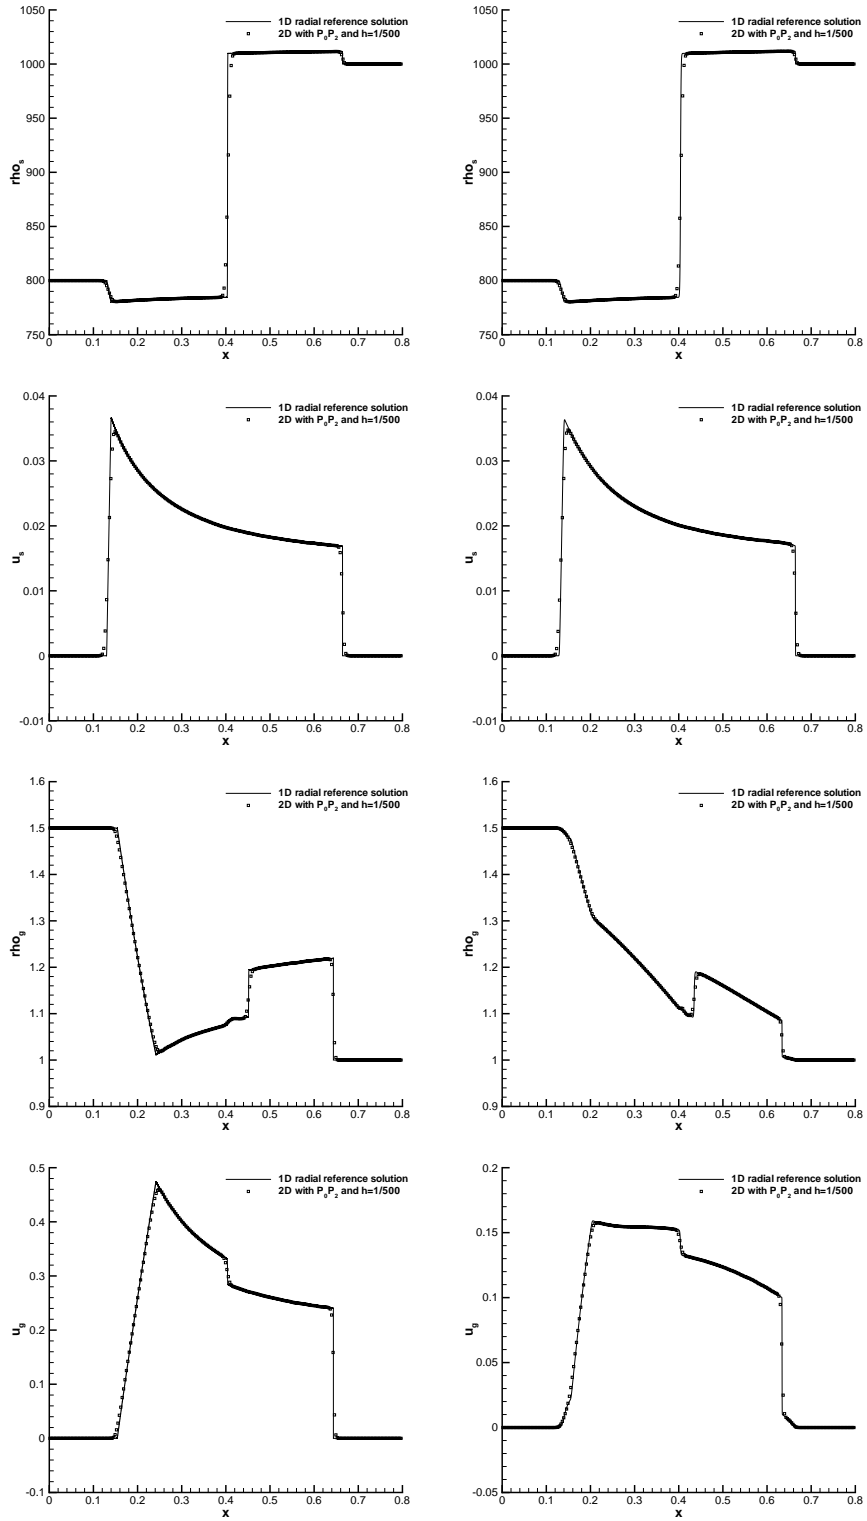 1D radial reference solution
2D with P₀P₂ and h=1/500
1050
1000
950
900
850
800
750
rho_s
0 0.1 0.2 0.3 0.4 0.5 0.6 0.7 0.8
x
1D radial reference solution
2D with P₀P₂ and h=1/500
1050
1000
950
900
850
800
750
rho_s
0 0.1 0.2 0.3 0.4 0.5 0.6 0.7 0.8
x
1D radial reference solution
2D with P₀P₂ and h=1/500
0.04
0.03
0.02
0.01
0
-0.01
u_s
0 0.1 0.2 0.3 0.4 0.5 0.6 0.7 0.8
x
1D radial reference solution
2D with P₀P₂ and h=1/500
0.04
0.03
0.02
0.01
0
-0.01
u_s
0 0.1 0.2 0.3 0.4 0.5 0.6 0.7 0.8
x
1D radial reference solution
2D with P₀P₂ and h=1/500
1.6
1.5
1.4
1.3
1.2
1.1
1
0.9
rho_g
0 0.1 0.2 0.3 0.4 0.5 0.6 0.7 0.8
x
1D radial reference solution
2D with P₀P₂ and h=1/500
1.6
1.5
1.4
1.3
1.2
1.1
1
0.9
rho_g
0 0.1 0.2 0.3 0.4 0.5 0.6 0.7 0.8
x
1D radial reference solution
2D with P₀P₂ and h=1/500
0.5
0.4
0.3
0.2
0.1
0
-0.1
u_g
0 0.1 0.2 0.3 0.4 0.5 0.6 0.7 0.8
x
1D radial reference solution
2D with P₀P₂ and h=1/500
0.2
0.15
0.1
0.05
0
-0.05
u_g
0 0.1 0.2 0.3 0.4 0.5 0.6 0.7 0.8
x